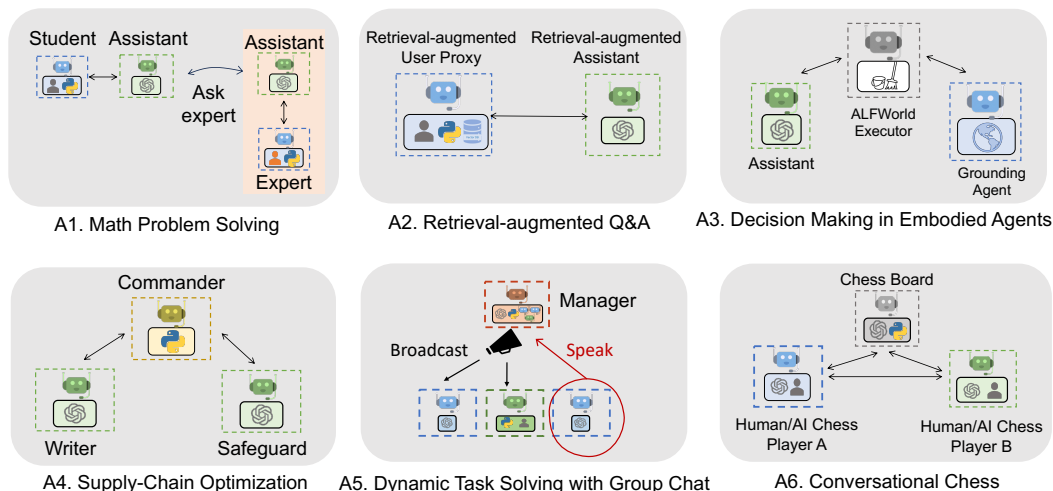 Student
Assistant
Assistant
Ask
expert
Expert
A1. Math Problem Solving
Retrieval-augmented
User Proxy
Retrieval-augmented
Assistant
A2. Retrieval-augmented Q&A
ALFWorld
Executor
Assistant
Grounding
Agent
A3. Decision Making in Embodied Agents
Commander
Writer
Safeguard
A4. Supply-Chain Optimization
Manager
Broadcast
Speak
A5. Dynamic Task Solving with Group Chat
Chess Board
Human/AI Chess
Player A
Human/AI Chess
Player B
A6. Conversational Chess